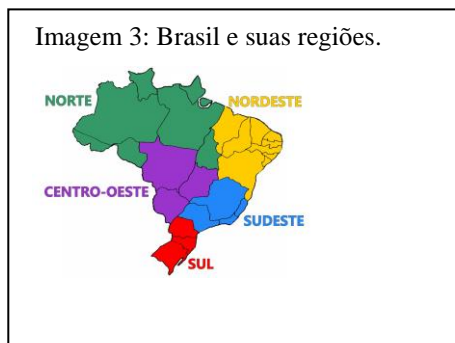 Imagem 3: Brasil e suas regiões.
NORTE
NORDESTE
CENTRO-OESTE
SUDESTE
SUL